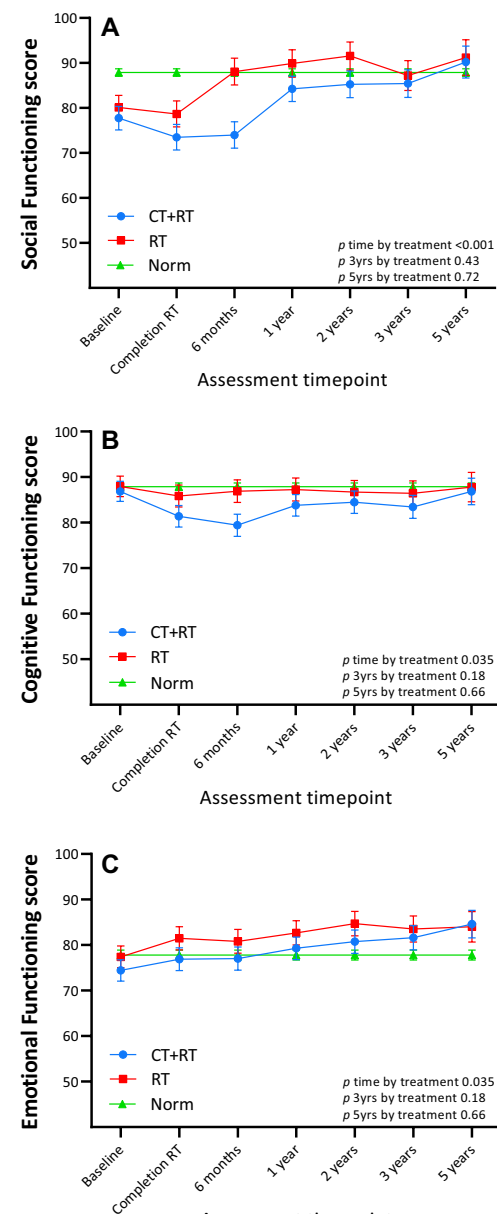 A
Social Functioning score
100
90
80
70
60
50
CT+RT
RT
Norm
p time by treatment <0.001
p 3yrs by treatment 0.43
p 5yrs by treatment 0.72
Baseline
Completion RT
6 months
1 year
2 years
3 years
5 years
Assessment timepoint
B
Cognitive Functioning score
100
90
80
70
60
50
CT+RT
RT
Norm
p time by treatment 0.035
p 3yrs by treatment 0.18
p 5yrs by treatment 0.66
Baseline
Completion RT
6 months
1 year
2 years
3 years
5 years
Assessment timepoint
C
Emotional Functioning score
100
90
80
70
60
50
CT+RT
RT
Norm
p time by treatment 0.035
p 3yrs by treatment 0.18
p 5yrs by treatment 0.66
Baseline
Completion RT
6 months
1 year
2 years
3 years
5 years